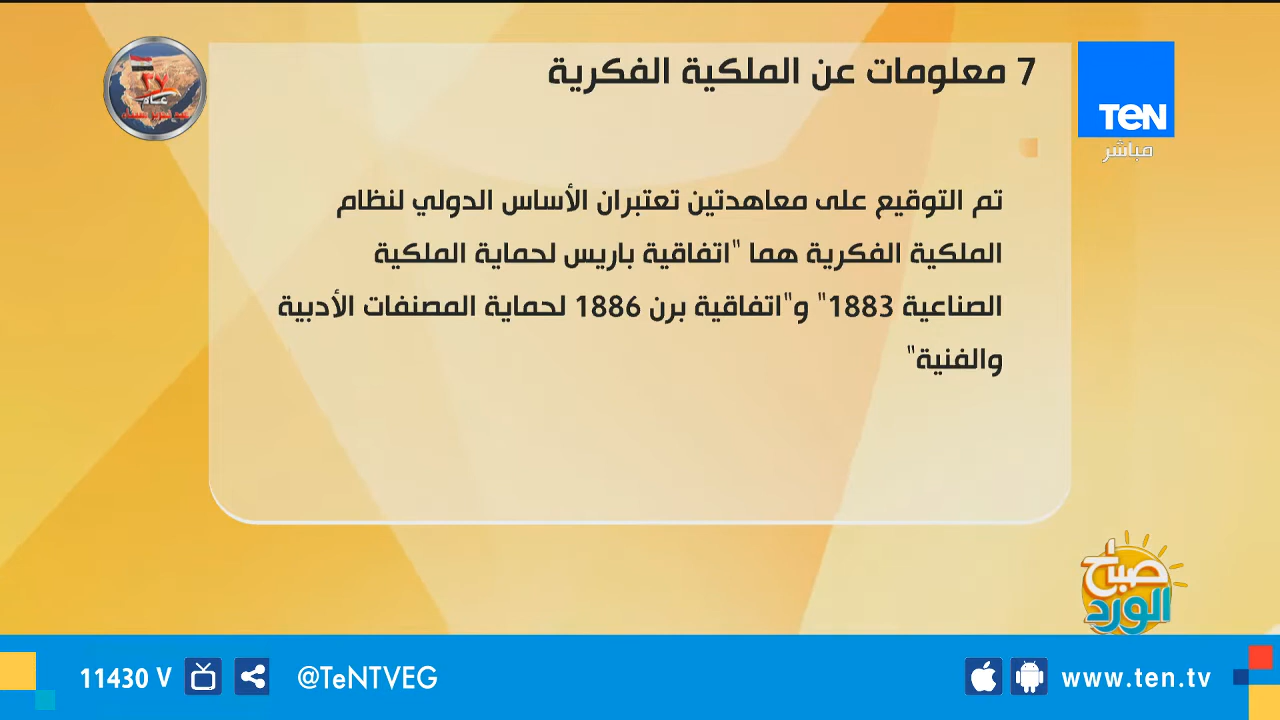 7 معلومات عن الملكية الفكرية
TeN
مباشر
٣٧
عام
تم التوقيع على معاهدتين تعتبران الأساس الدولي لنظام
الملكية الفكرية هما "اتفاقية باريس لحماية الملكية
الصناعية 1883" و"اتفاقية برن 1886 لحماية المصنفات الأدبية
والفنية"
صباح
الورد
11430 V
@TeNTVEG
www.ten.tv